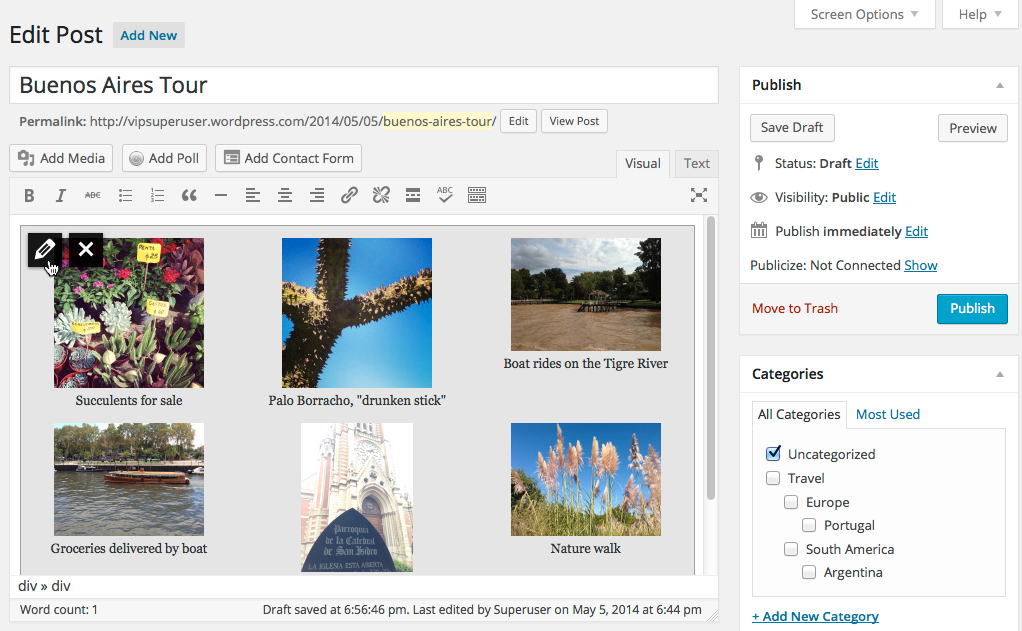 Screen Options
Help
Edit Post
Add New
Buenos Aires Tour
Permalink: http://vipsuperuser.wordpress.com/2014/05/05/buenos-aires-tour/
Edit
View Post
Add Media
Add Poll
Add Contact Form
Visual
Text
B
I
ABC
ABC
RENTA
$25
Succulents for sale
Palo Borracho, "drunken stick"
Boat rides on the Tigre River
Groceries delivered by boat
Parroquia
de la Catedral
de San Isidro
LA IGLESIA ESTA ABIERTA
Nature walk
div » div
Word count: 1
Draft saved at 6:56:46 pm. Last edited by Superuser on May 5, 2014 at 6:44 pm
Publish
Save Draft
Preview
Status: Draft Edit
Visibility: Public Edit
Publish immediately Edit
Publicize: Not Connected Show
Move to Trash
Publish
Categories
All Categories
Most Used
Uncategorized
Travel
Europe
Portugal
South America
Argentina
+ Add New Category